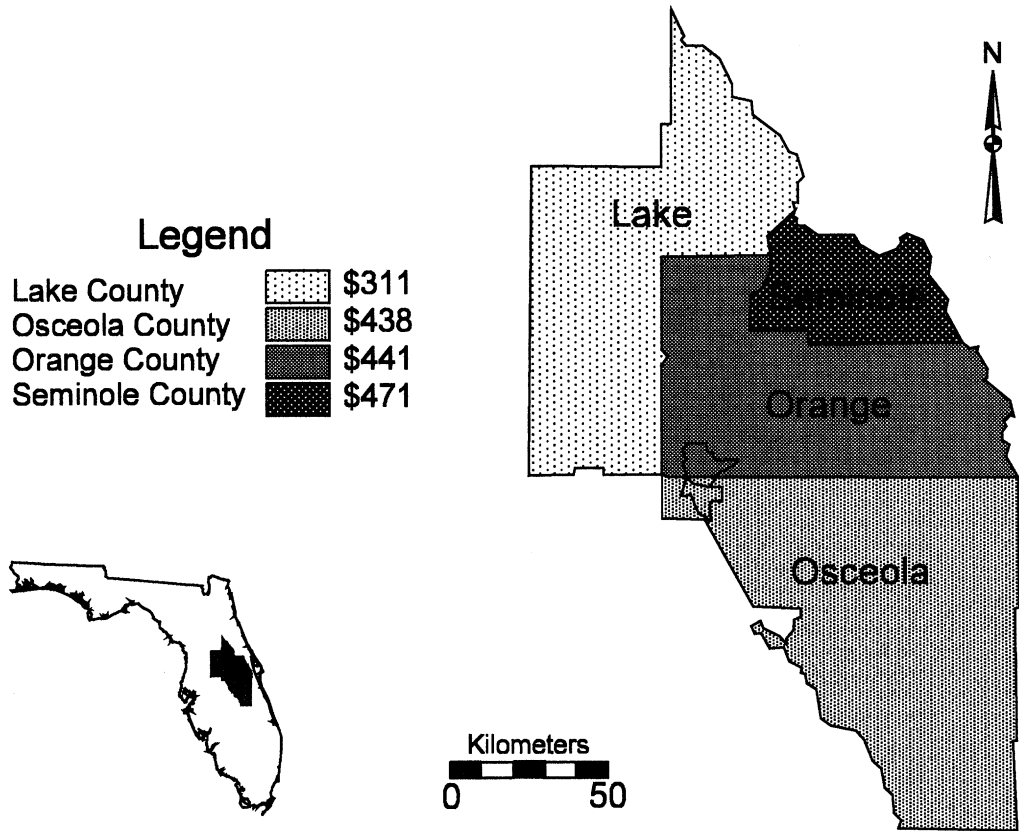 N
Lake
Legend
Lake County $311
Osceola County $438
Orange County $441
Seminole County $471
Seminole
Orange
Osceola
Kilometers
0 50